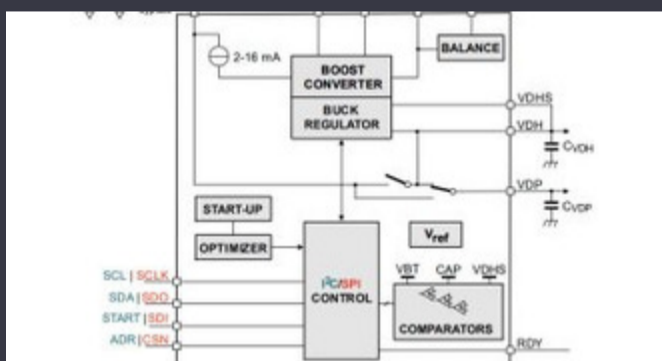 2-16 mA
BALANCE
BOOST
CONVERTER
BUCK
REGULATOR
VDHS
VDH
CVDH
VDP
CVDP
START-UP
OPTIMIZER
Vref
SCL | SCLK
SDA | SDO
START | SDI
ADR | CSN
I²C/SPI
CONTROL
VBT CAP VDHS
COMPARATORS
RDY